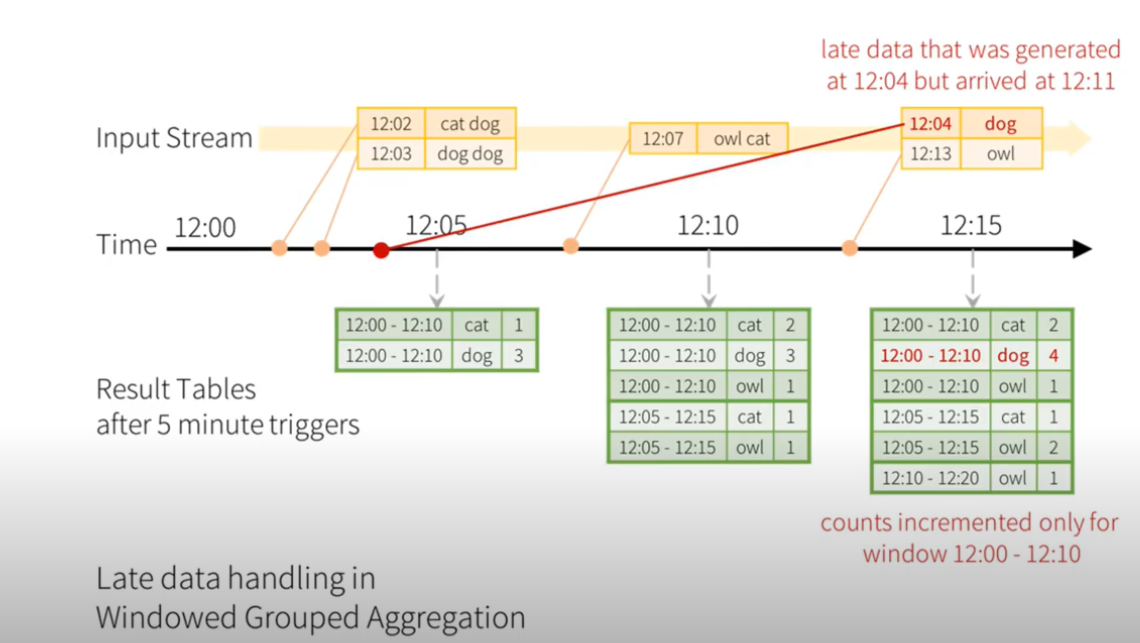 late data that was generated
at 12:04 but arrived at 12:11
Input Stream
12:02 cat dog
12:03 dog dog
12:07 owl cat
12:04 dog
12:13 owl
Time
12:00
12:05
12:10
12:15
12:00 - 12:10 cat 1
12:00 - 12:10 dog 3
12:00 - 12:10 cat 2
12:00 - 12:10 dog 3
12:00 - 12:10 owl 1
12:05 - 12:15 cat 1
12:05 - 12:15 owl 1
12:00 - 12:10 cat 2
12:00 - 12:10 dog 4
12:00 - 12:10 owl 1
12:05 - 12:15 cat 1
12:05 - 12:15 owl 2
12:10 - 12:20 owl 1
Result Tables
after 5 minute triggers
counts incremented only for
window 12:00 - 12:10
Late data handling in
Windowed Grouped Aggregation